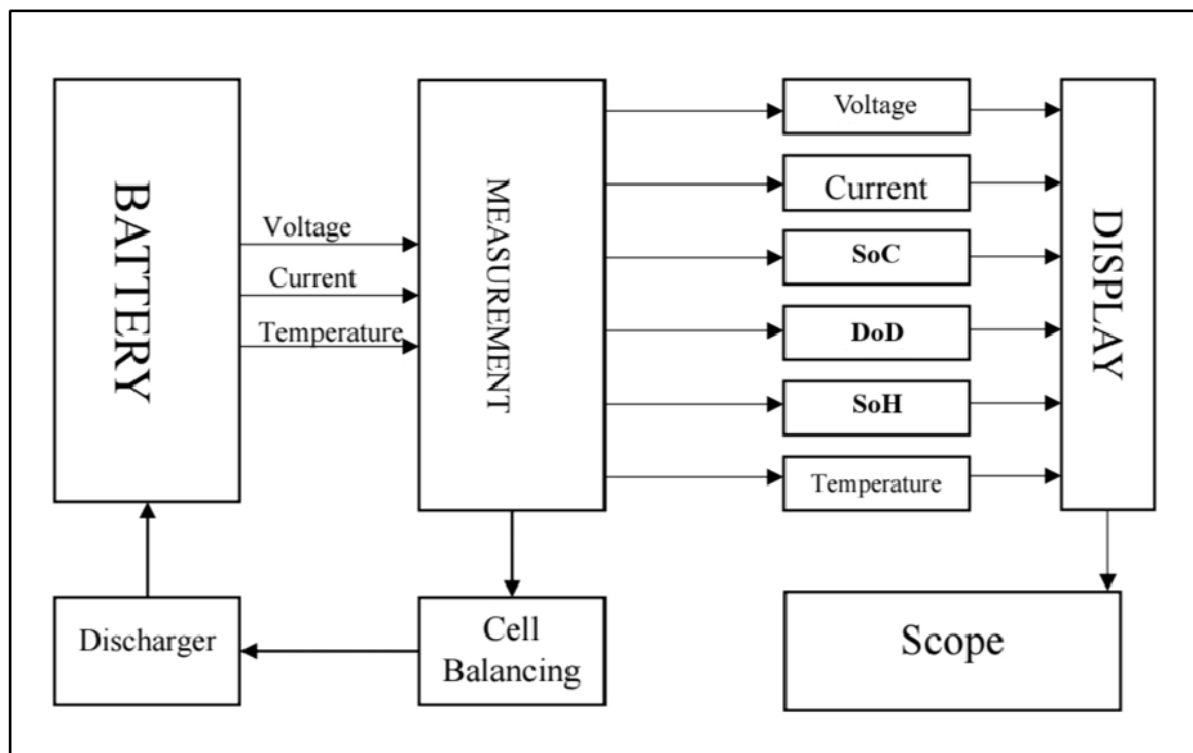 BATTERY
Voltage
Current
Temperature
MEASUREMENT
Voltage
Current
SoC
DoD
SoH
Temperature
DISPLAY
Discharger
Cell
Balancing
Scope